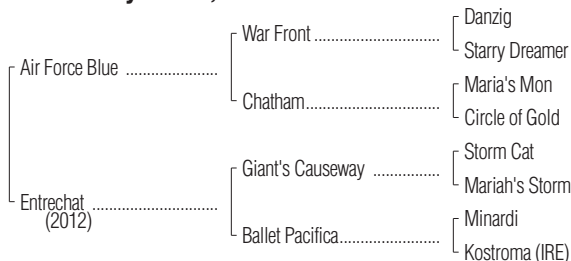 Danzig
War Front ........................
Starry Dreamer
Air Force Blue ......................
Maria's Mon
Chatham................................
Circle of Gold
Storm Cat
Giant's Causeway .................
Mariah's Storm
Entrechat ...............................
(2012)
Minardi
Ballet Pacifica........................
Kostroma (IRE)